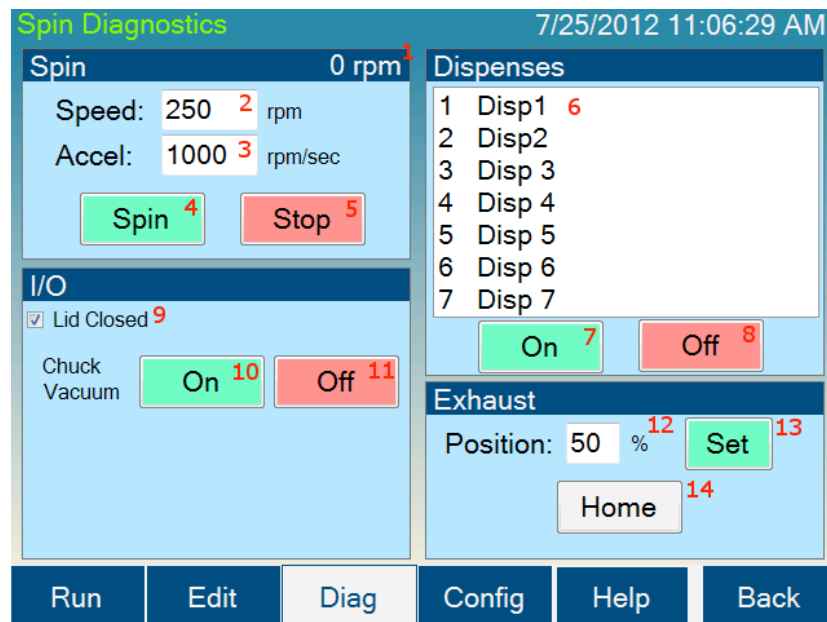 Spin Diagnostics 7/25/2012 11:06:29 AM
Spin 0 rpm 1
Speed: 250 2 rpm
Accel: 1000 3 rpm/sec
Spin 4 Stop 5
I/O
Lid Closed 9
Chuck Vacuum On 10 Off 11
Dispenses
1 Disp1 6
2 Disp2
3 Disp 3
4 Disp 4
5 Disp 5
6 Disp 6
7 Disp 7
On 7 Off 8
Exhaust
Position: 50 % 12 Set 13
Home 14
Run Edit Diag Config Help Back